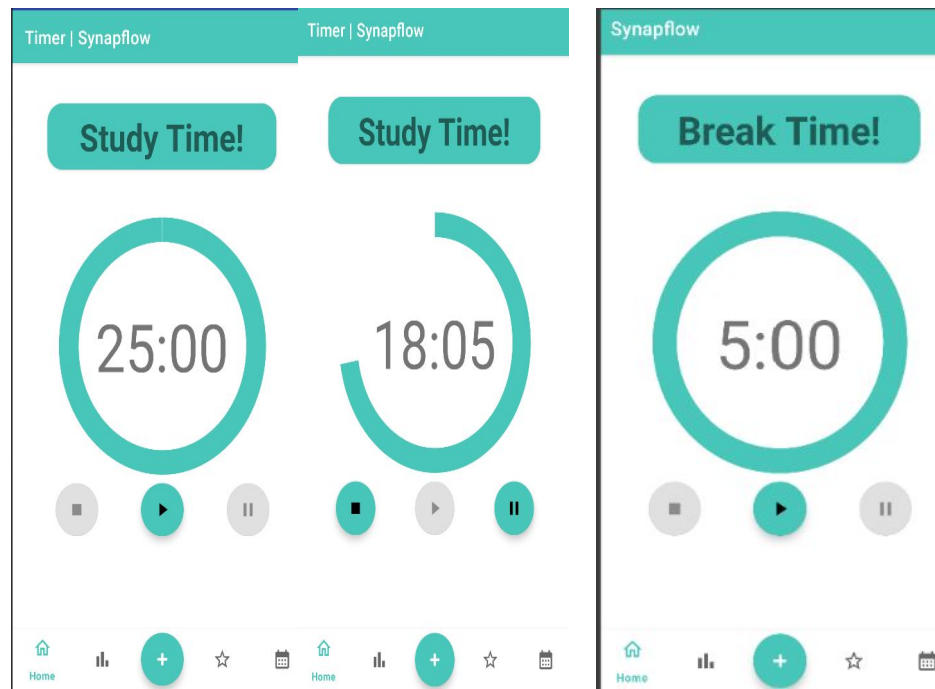 Timer | Synapflow
Study Time!
25:00
Home
Timer | Synapflow
Study Time!
18:05
Home
Synapflow
Break Time!
5:00
Home